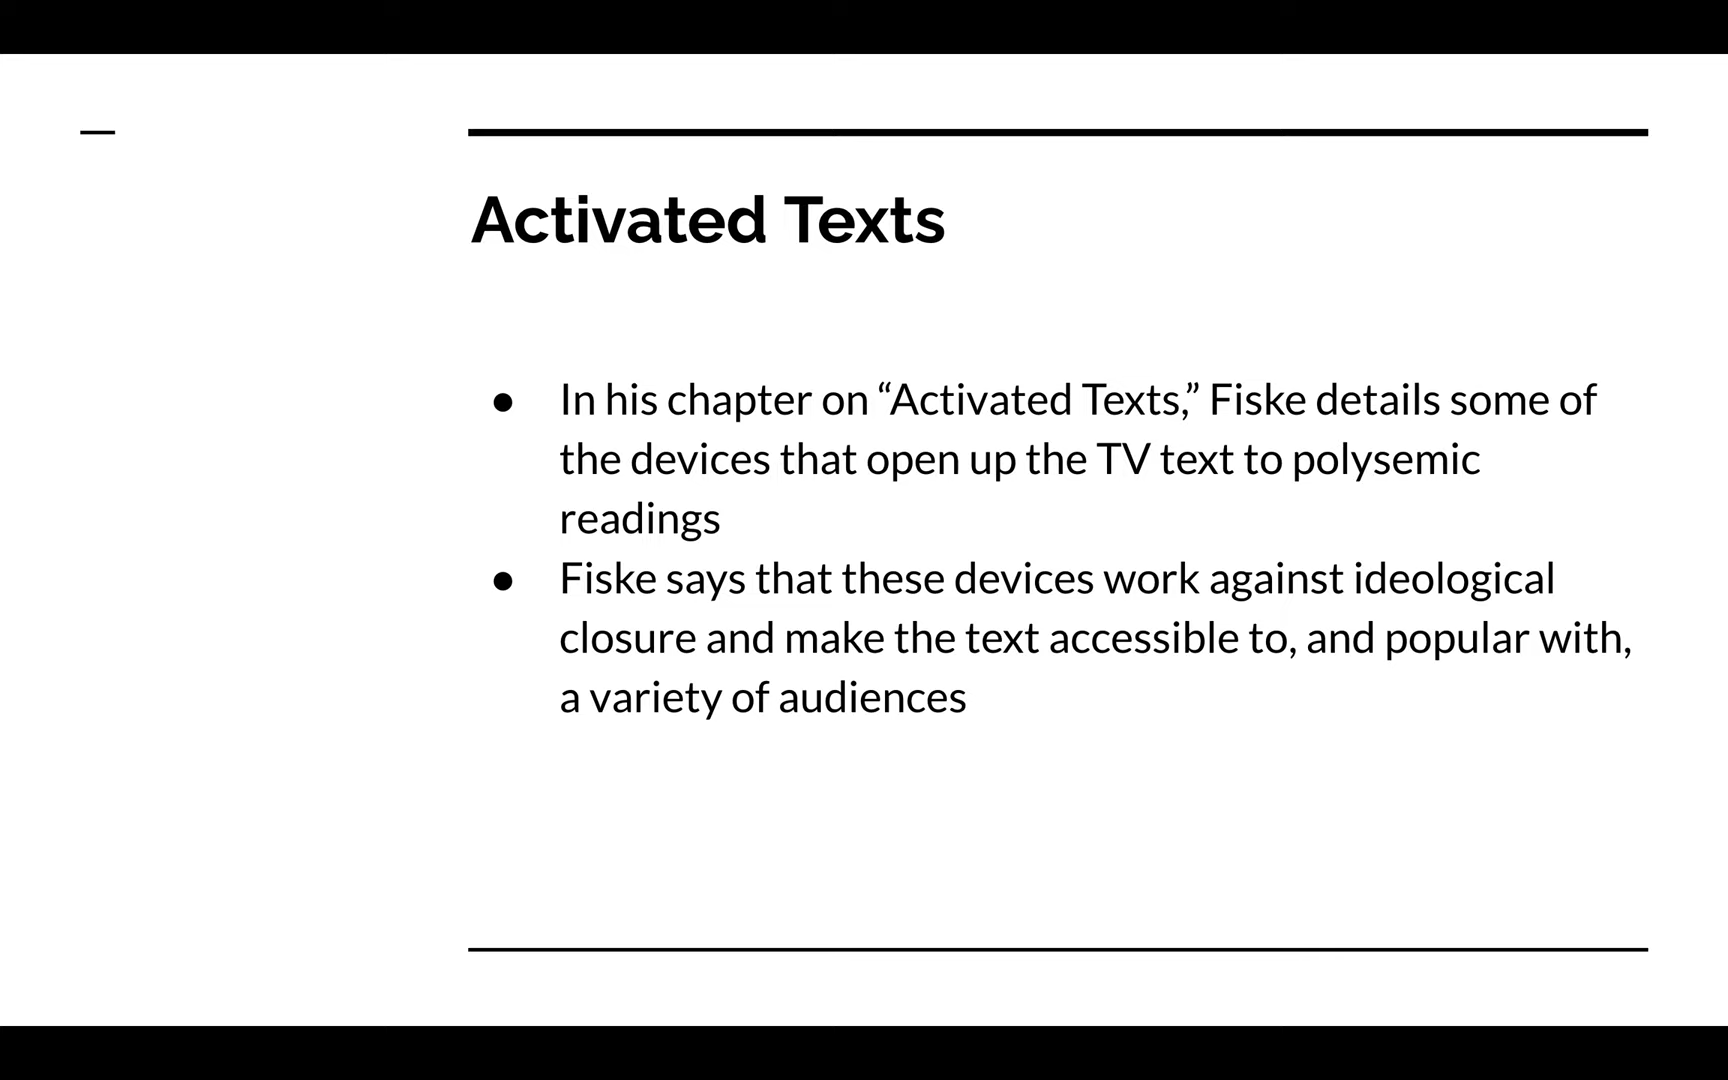 Activated Texts
● In his chapter on “Activated Texts,” Fiske details some of
the devices that open up the TV text to polysemic
readings
● Fiske says that these devices work against ideological
closure and make the text accessible to, and popular with,
a variety of audiences